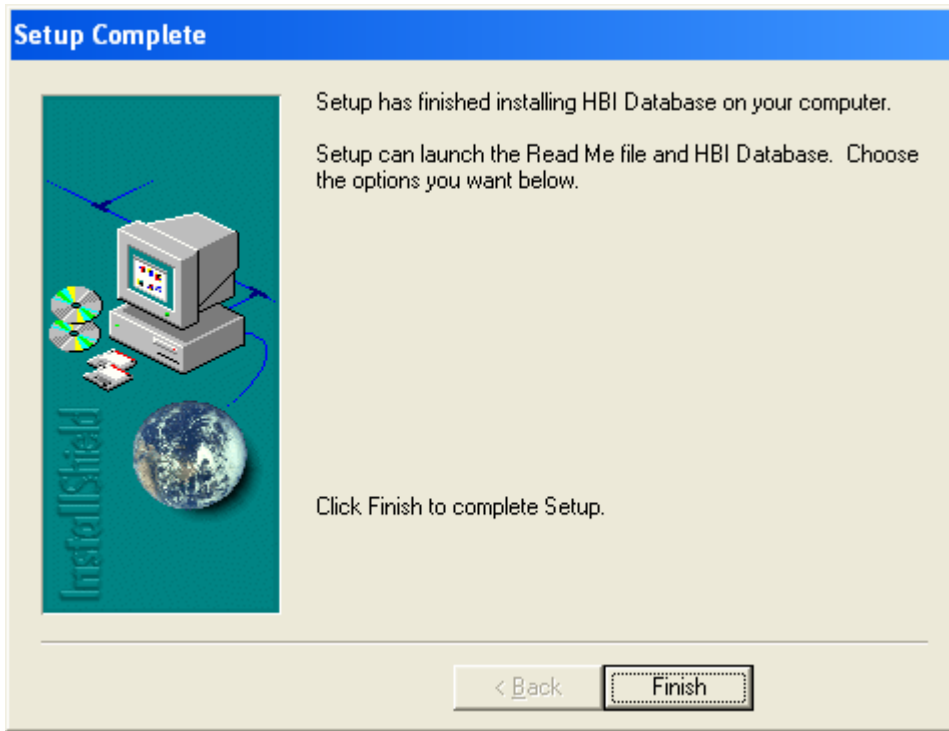 Setup Complete
Setup has finished installing HBI Database on your computer.
Setup can launch the Read Me file and HBI Database.  Choose
the options you want below.
InstallShield
Click Finish to complete Setup.
< Back
Finish